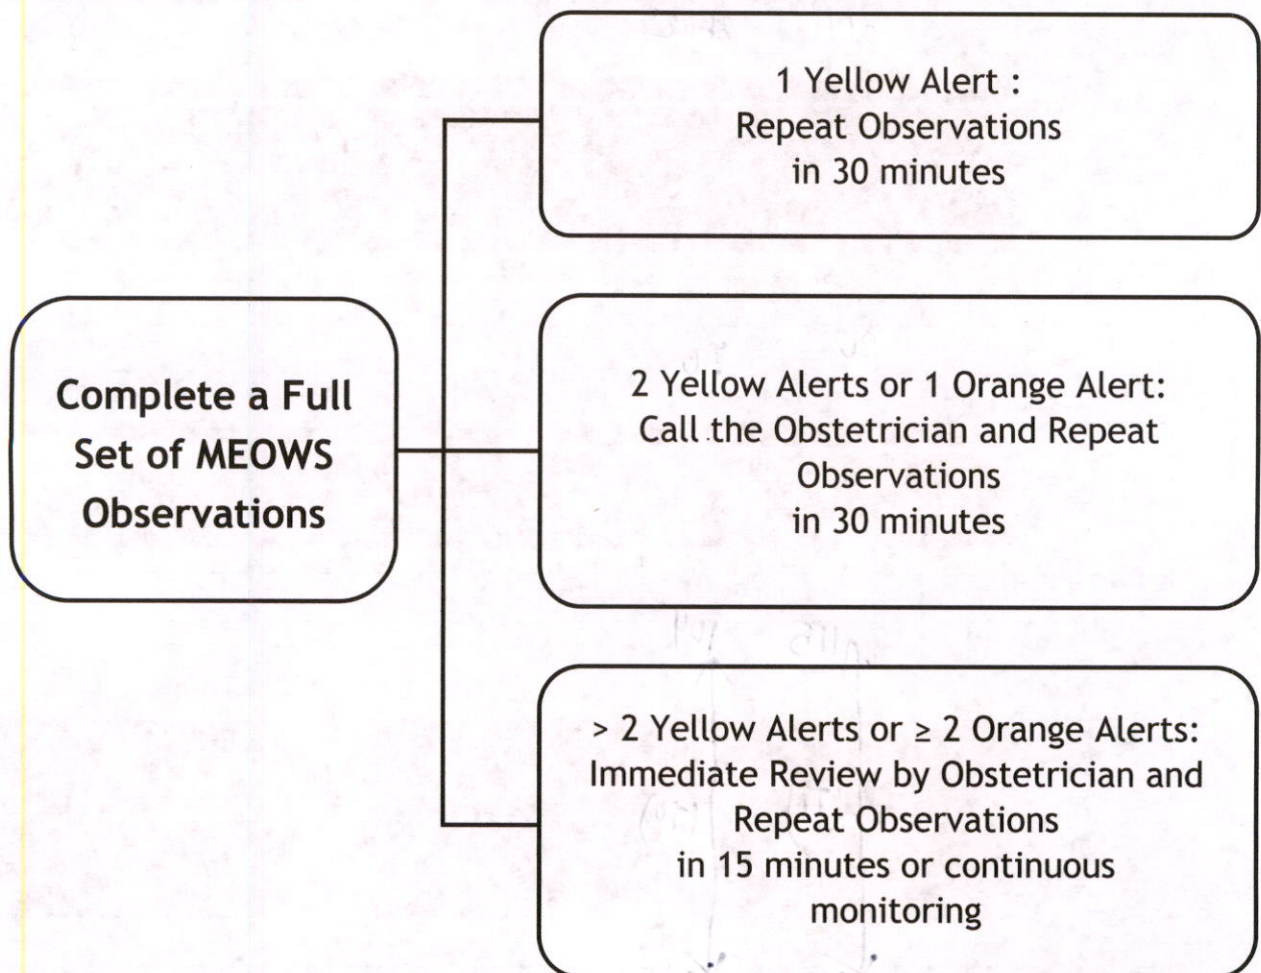 1 Yellow Alert :
Repeat Observations
in 30 minutes
Complete a Full
Set of MEOWS
Observations
2 Yellow Alerts or 1 Orange Alert:
Call the Obstetrician and Repeat
Observations
in 30 minutes
> 2 Yellow Alerts or ≥ 2 Orange Alerts:
Immediate Review by Obstetrician and
Repeat Observations
in 15 minutes or continuous
monitoring